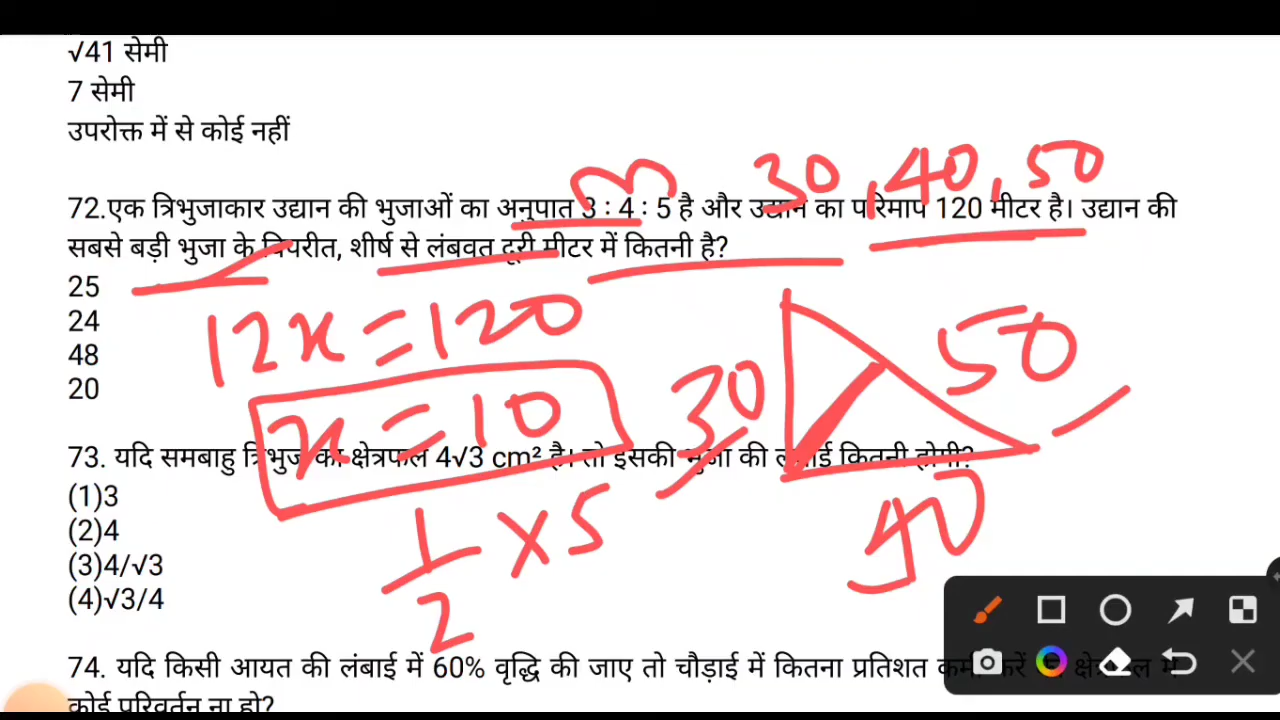 √41 सेमी
7 सेमी
उपरोक्त में से कोई नहीं
30, 40, 50
72.एक त्रिभुजाकार उद्यान की भुजाओं का अनुपात 3 : 4 : 5 है और उद्यान का परिमाप 120 मीटर है। उद्यान की
सबसे बड़ी भुजा के विपरीत, शीर्ष से लंबवत दूरी मीटर में कितनी है?
25
24
48
20
12x = 120
x = 10
30
50
40
73. यदि समबाहु त्रिभुज का क्षेत्रफल 4√3 cm² है। तो इसकी भुजा की लंबाई कितनी होगी?
(1)3
(2)4
(3)4/√3
(4)√3/4
1/2 × 5
74. यदि किसी आयत की लंबाई में 60% वृद्धि की जाए तो चौड़ाई में कितना प्रतिशत
कोई परिवर्तन ना हो?